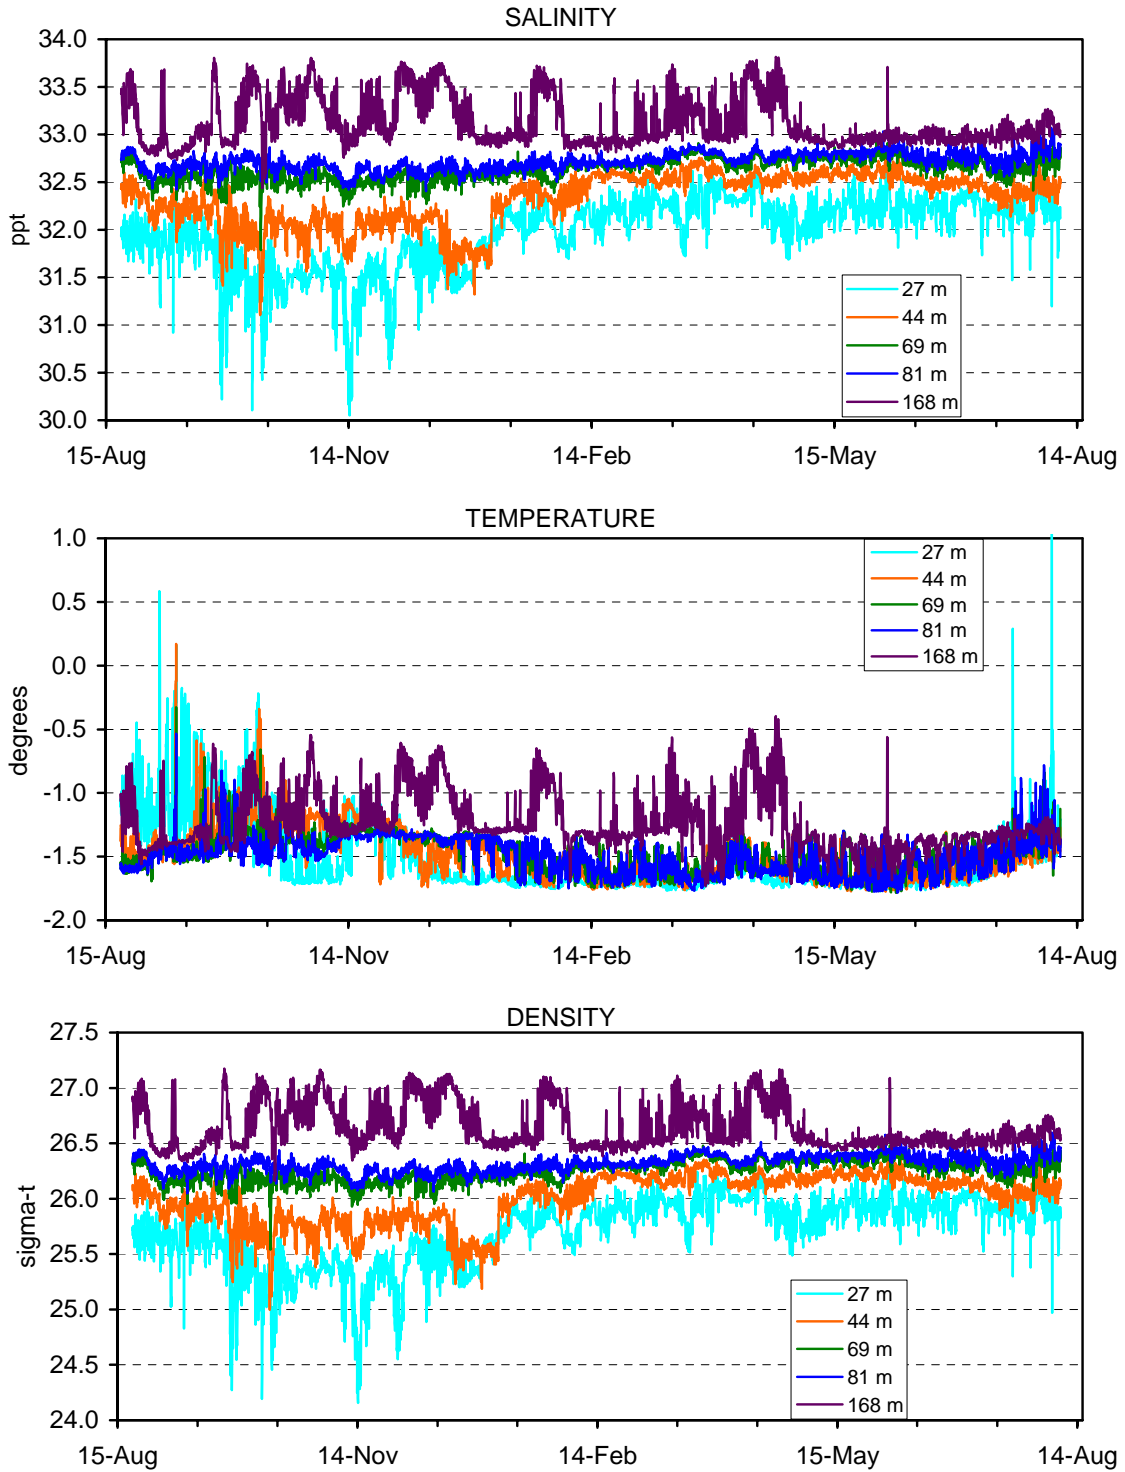 SALINITY
34.0
33.5
33.0
32.5
32.0
31.5
31.0
30.5
30.0
ppt
27 m
44 m
69 m
81 m
168 m
15-Aug 14-Nov 14-Feb 15-May 14-Aug
TEMPERATURE
1.0
0.5
0.0
-0.5
-1.0
-1.5
-2.0
degrees
27 m
44 m
69 m
81 m
168 m
15-Aug 14-Nov 14-Feb 15-May 14-Aug
DENSITY
27.5
27.0
26.5
26.0
25.5
25.0
24.5
24.0
sigma-t
27 m
44 m
69 m
81 m
168 m
15-Aug 14-Nov 14-Feb 15-May 14-Aug